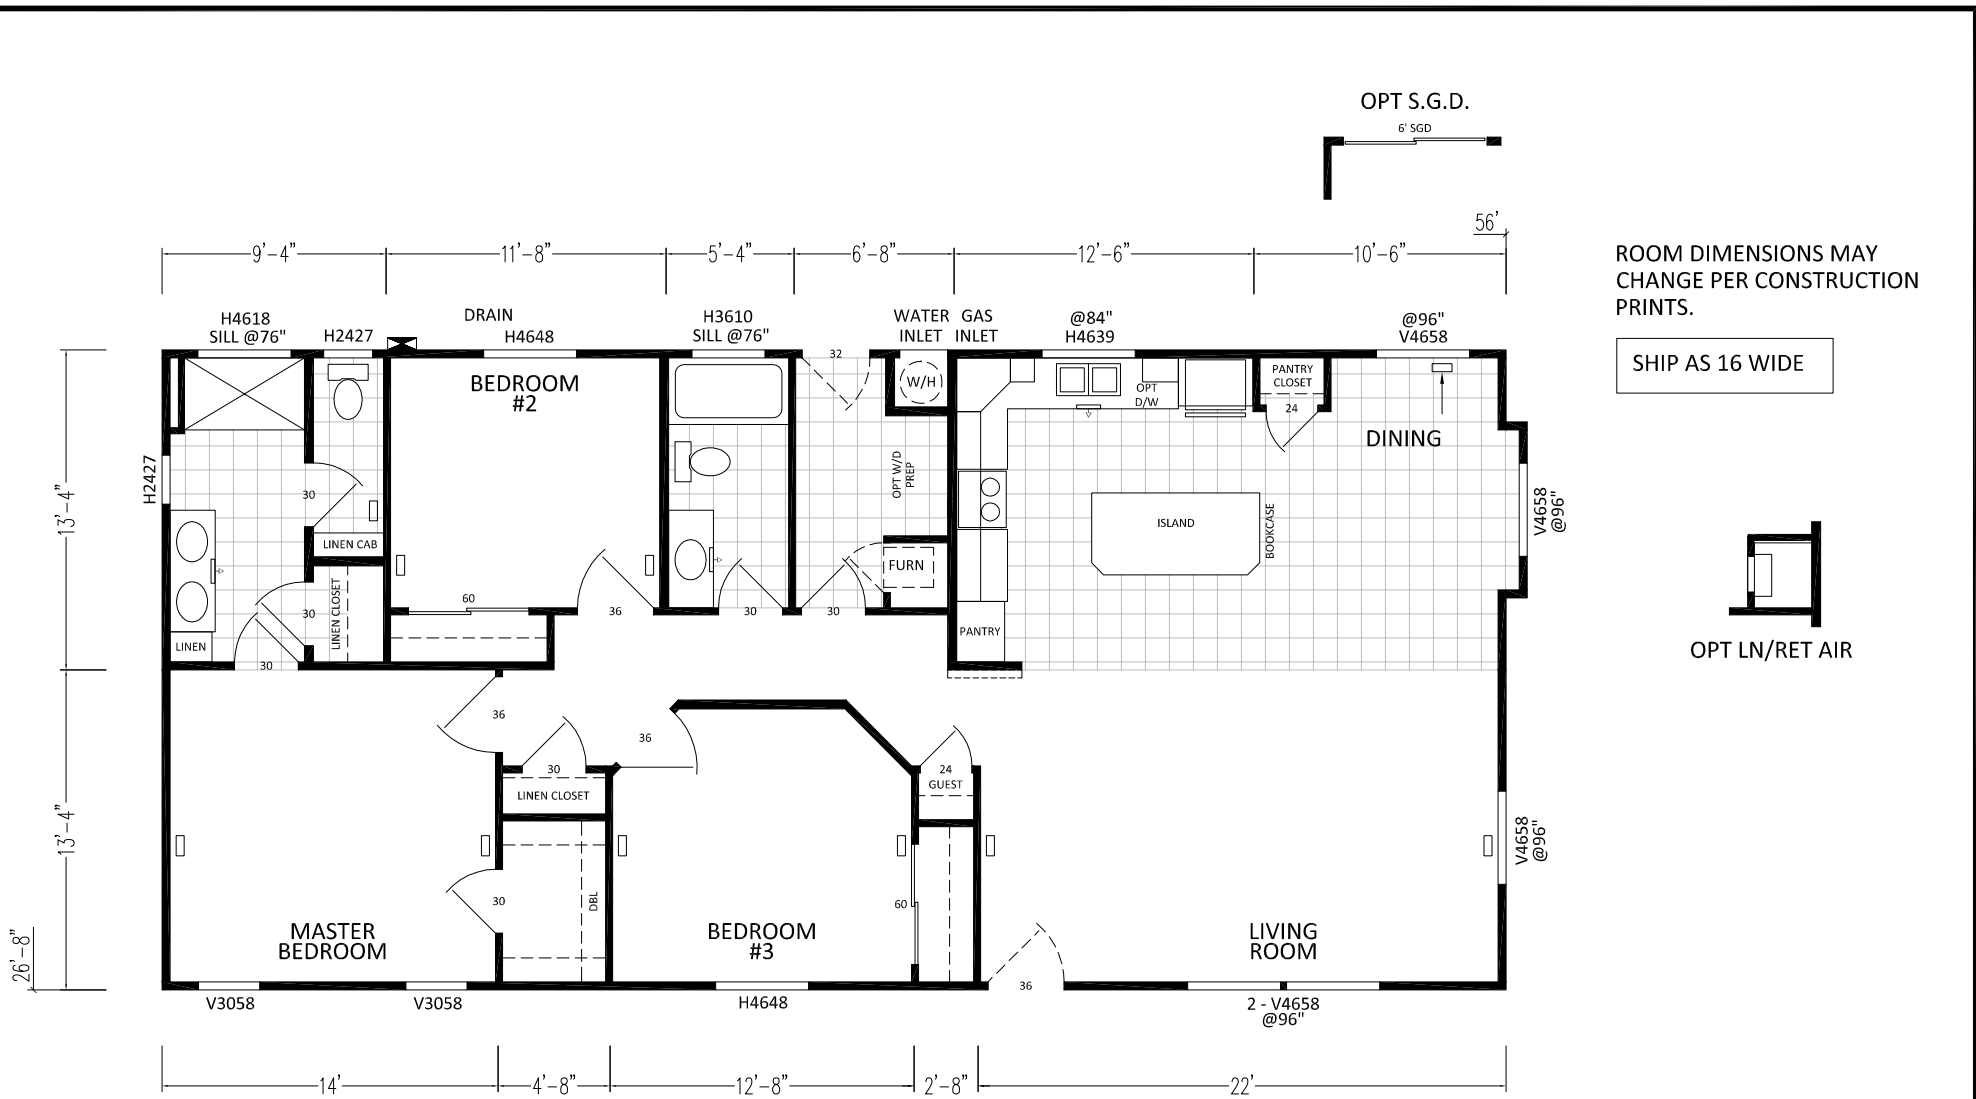 OPT S.G.D.
6' SGD
56'
9'-4"
11'-8"
5'-4"
6'-8"
12'-6"
10'-6"
ROOM DIMENSIONS MAY
CHANGE PER CONSTRUCTION
PRINTS.
SHIP AS 16 WIDE
H4618
SILL @76"
H2427
DRAIN
H4648
H3610
SILL @76"
WATER
INLET
GAS
INLET
@84"
H4639
@96"
V4658
32
BEDROOM
#2
W/H
OPT
D/W
PANTRY
CLOSET
24
DINING
H2427
30
OPT W/D
PREP
V4658
@96"
ISLAND
BOOKCASE
LINEN CAB
FURN
13'-4"
LINEN CLOSET
30
60
36
30
30
LINEN
30
PANTRY
OPT LN/RET AIR
36
36
30
LINEN CLOSET
24
GUEST
13'-4"
V4658
@96"
30
DBL
60
MASTER
BEDROOM
BEDROOM
#3
LIVING
ROOM
26'-8"
36
V3058
V3058
H4648
2 - V4658
@96"
14'
4'-8"
12'-8"
2'-8"
22'